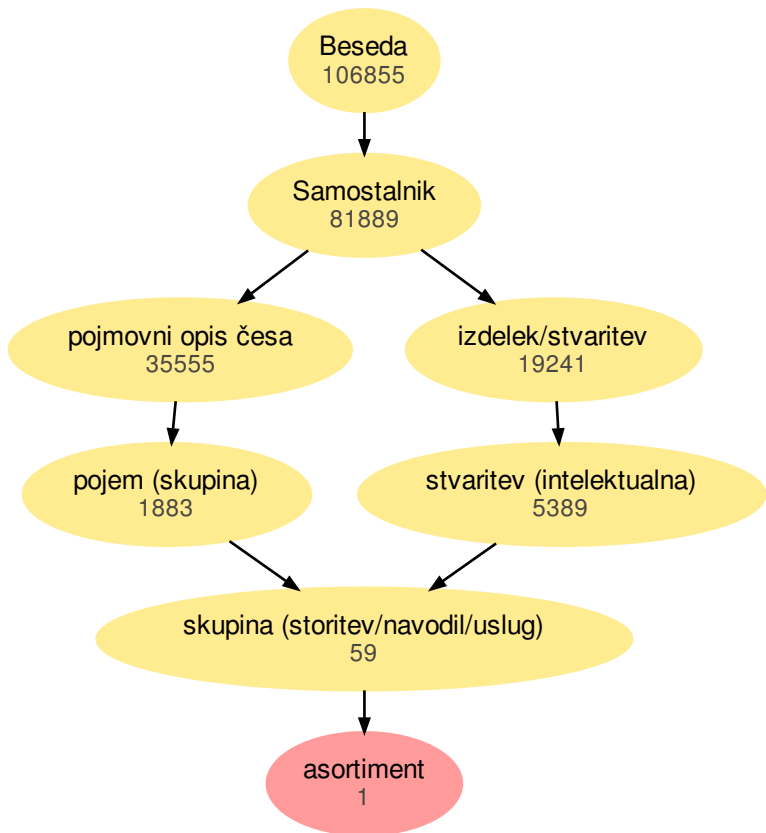 Beseda
106855
Samostalnik
81889
pojmovni opis česa
35555
izdelek/stvaritev
19241
pojem (skupina)
1883
stvaritev (intelektualna)
5389
skupina (storitev/navodil/uslug)
59
asortiment
1